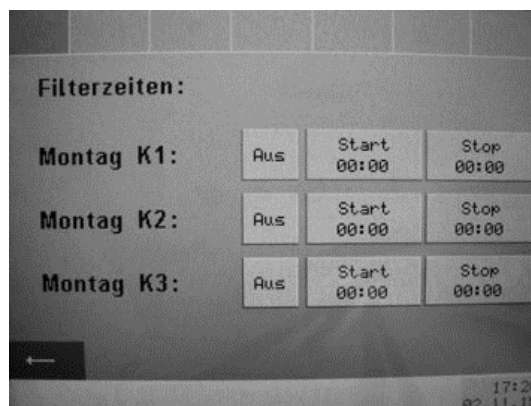 Filterzeiten:
Montag K1: Aus Start 00:00 Stop 00:00
Montag K2: Aus Start 00:00 Stop 00:00
Montag K3: Aus Start 00:00 Stop 00:00